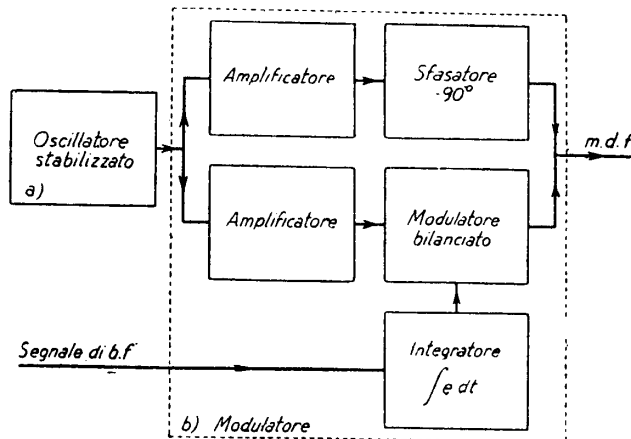 Amplificatore
Sfasatore
-90°
Oscillatore
stabilizzato
a)
m.d.f.
Amplificatore
Modulatore
bilanciato
Segnale di b.f.
Integratore
∫ e dt
b) Modulatore